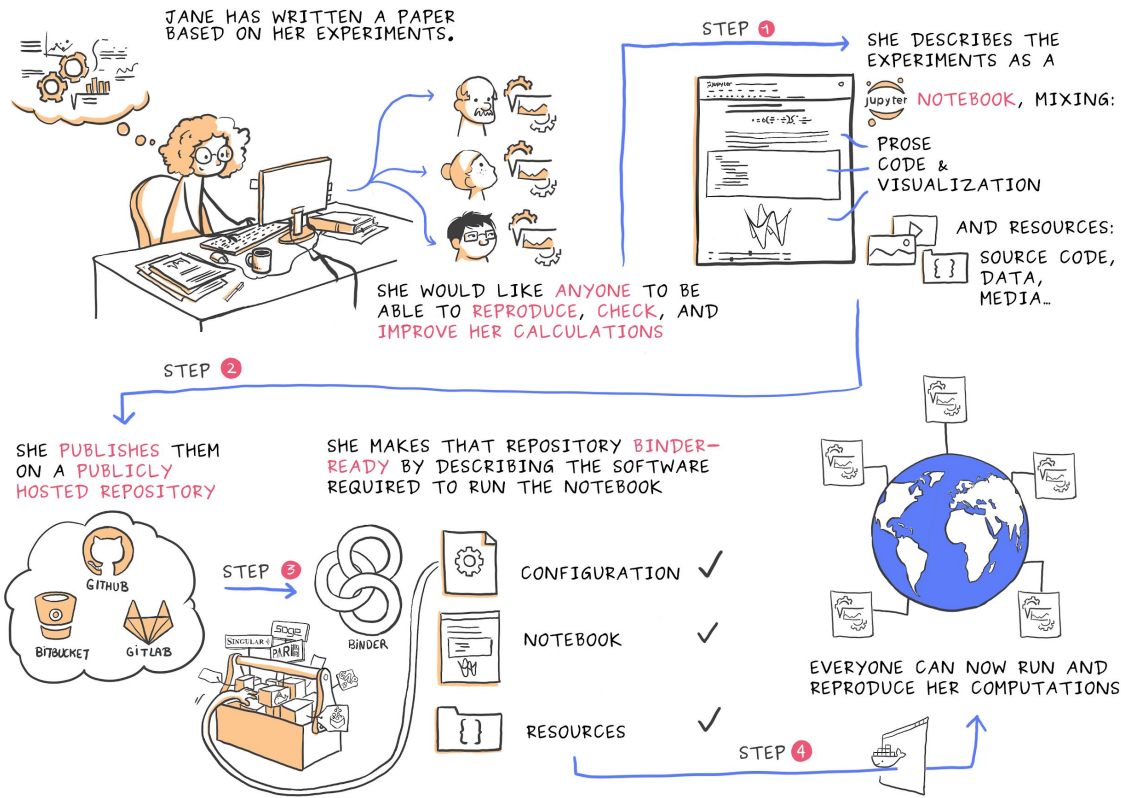 JANE HAS WRITTEN A PAPER
BASED ON HER EXPERIMENTS.
SHE WOULD LIKE ANYONE TO BE
ABLE TO REPRODUCE, CHECK, AND
IMPROVE HER CALCULATIONS
STEP 1
SHE DESCRIBES THE
EXPERIMENTS AS A
jupyter NOTEBOOK, MIXING:
jupyter
PROSE
CODE &
VISUALIZATION
AND RESOURCES:
SOURCE CODE,
DATA,
MEDIA...
{ }
STEP 2
SHE PUBLISHES THEM
ON A PUBLICLY
HOSTED REPOSITORY
GITHUB
BITBUCKET
GITLAB
STEP 3
SHE MAKES THAT REPOSITORY BINDER-
READY BY DESCRIBING THE SOFTWARE
REQUIRED TO RUN THE NOTEBOOK
BINDER
SINGULAR
sage
PARI
CONFIGURATION ✓
NOTEBOOK ✓
{ }
RESOURCES ✓
STEP 4
EVERYONE CAN NOW RUN AND
REPRODUCE HER COMPUTATIONS